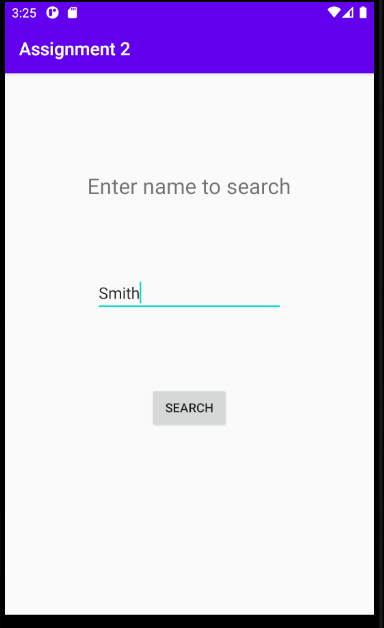 3:25
Assignment 2
Enter name to search
Smith
SEARCH